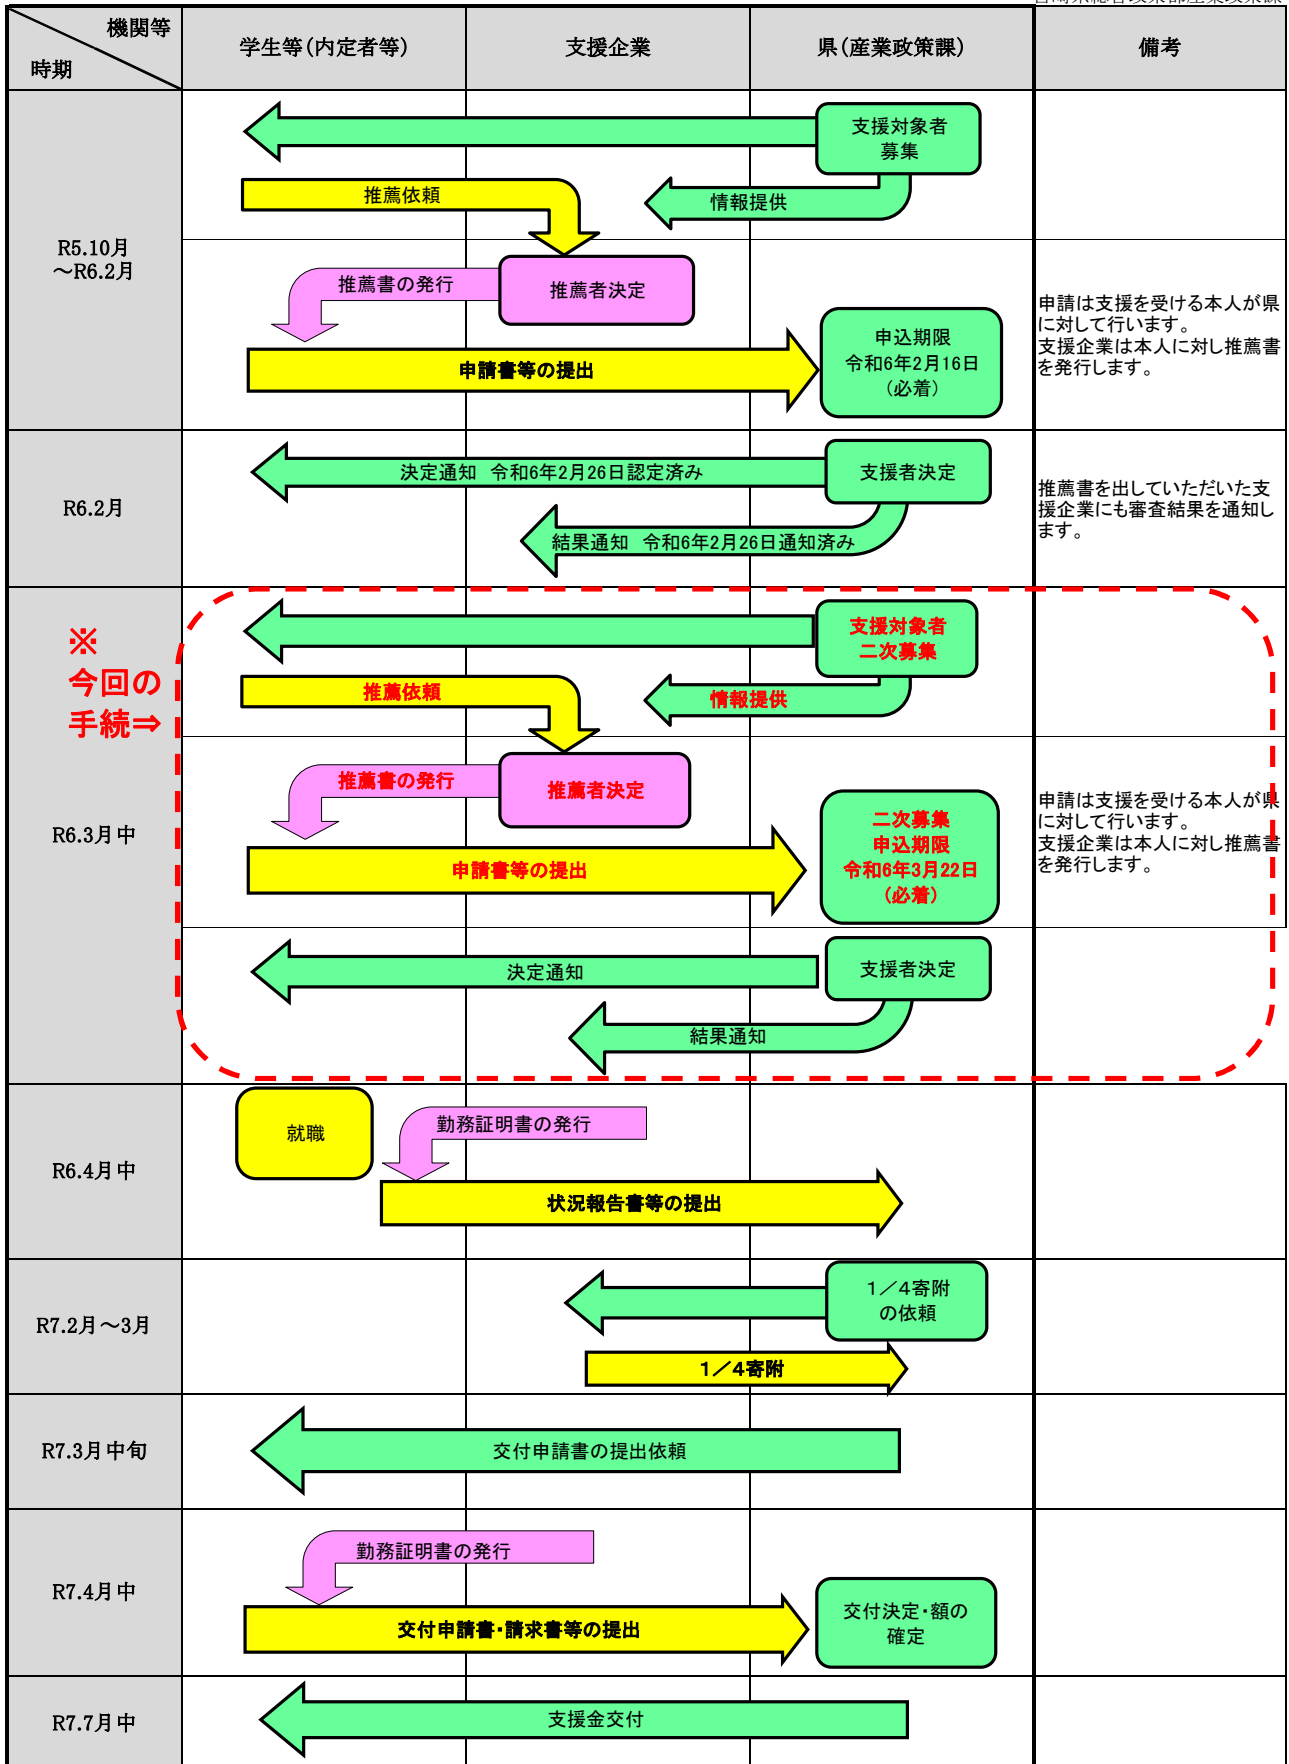 機関等
時期
学生等(内定者等)
支援企業
県(産業政策課)
備考
R5.10月
～R6.2月
支援対象者
募集
推薦依頼
情報提供
推薦書の発行
推薦者決定
申請書等の提出
申込期限
令和6年2月16日
(必着)
申請は支援を受ける本人が県
に対して行います。
支援企業は本人に対し推薦書
を発行します。
R6.2月
決定通知　令和6年2月26日認定済み
支援者決定
結果通知　令和6年2月26日通知済み
推薦書を出していただいた支
援企業にも審査結果を通知し
ます。
※
今回の
手続⇒
R6.3月中
支援対象者
二次募集
推薦依頼
情報提供
推薦書の発行
推薦者決定
申請書等の提出
二次募集
申込期限
令和6年3月22日
(必着)
申請は支援を受ける本人が県
に対して行います。
支援企業は本人に対し推薦書
を発行します。
決定通知
支援者決定
結果通知
R6.4月中
就職
勤務証明書の発行
状況報告書等の提出
R7.2月～3月
1／4寄附
の依頼
1／4寄附
R7.3月中旬
交付申請書の提出依頼
R7.4月中
勤務証明書の発行
交付申請書・請求書等の提出
交付決定・額の
確定
R7.7月中
支援金交付